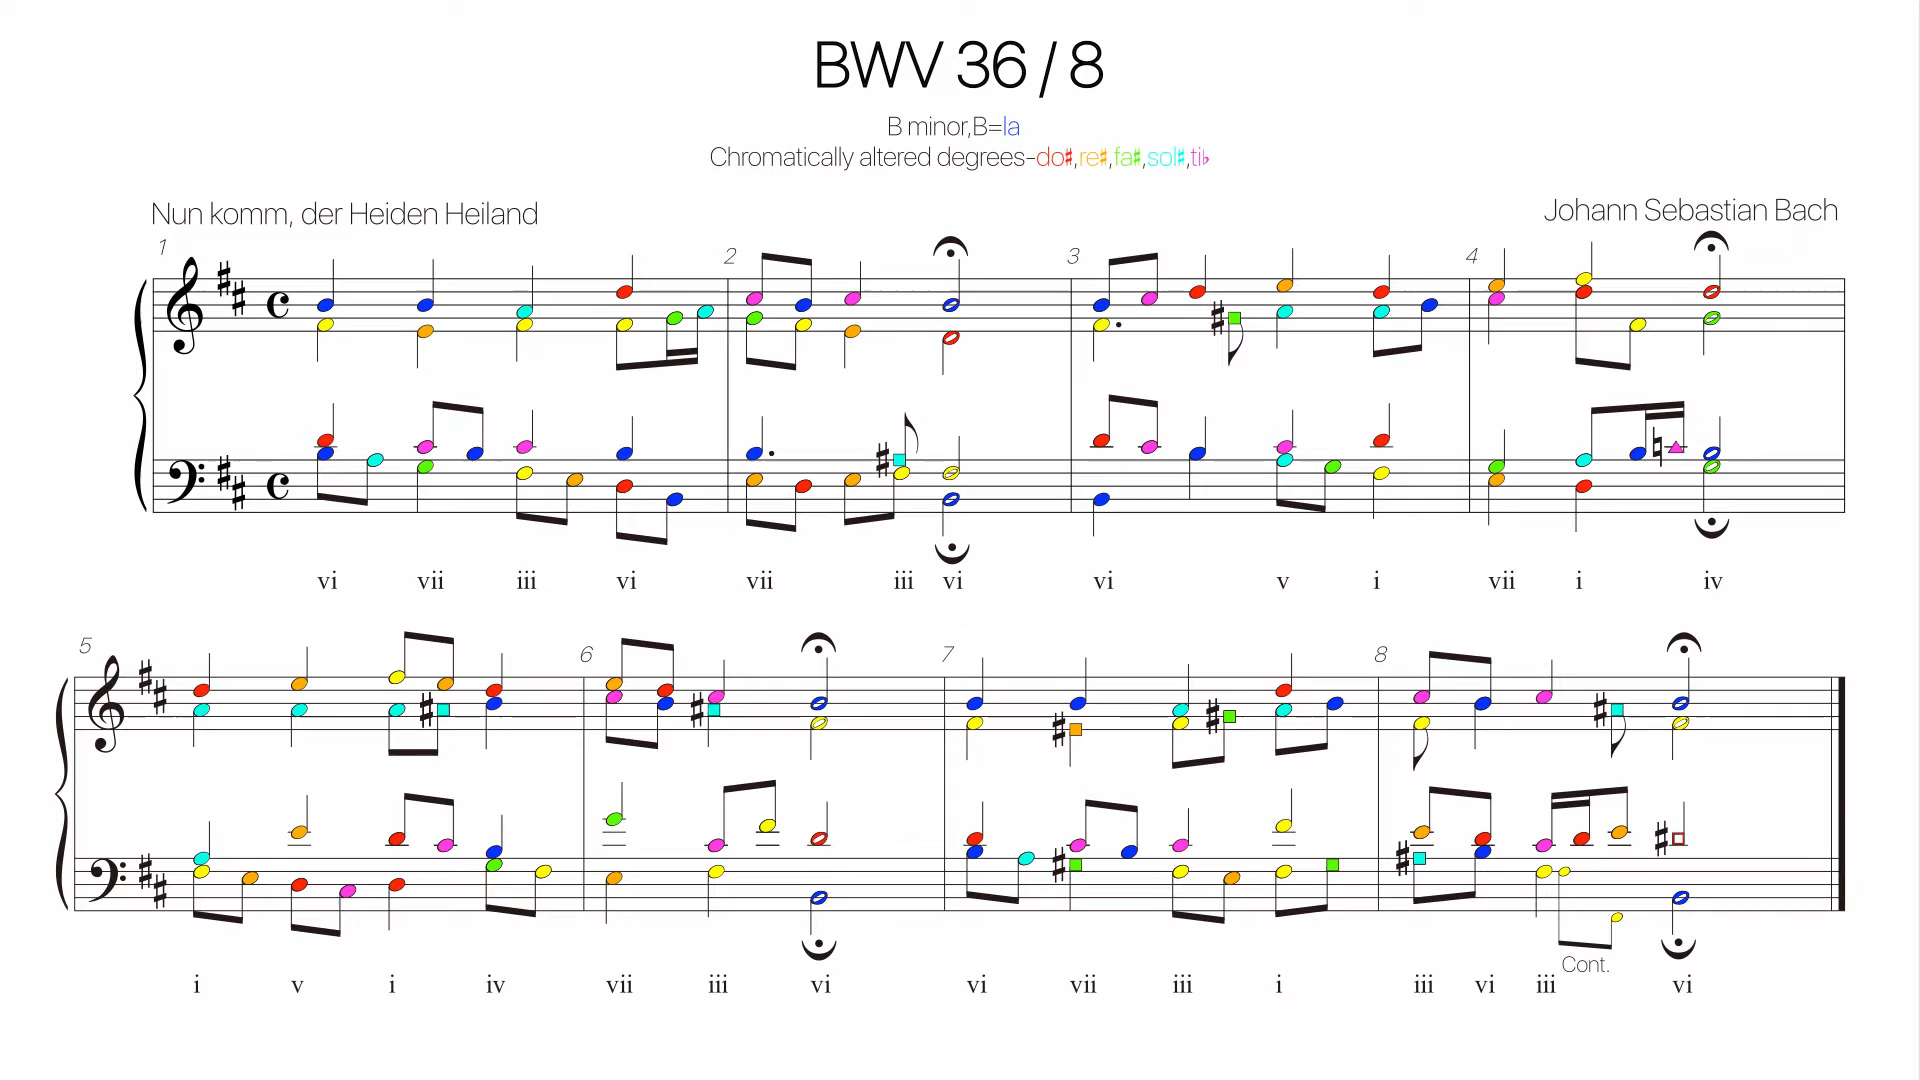 BWV 36 / 8
B minor,B=la
Chromatically altered degrees-do♯,re♯,fa♯,sol♯,ti♭
Nun komm, der Heiden Heiland
Johann Sebastian Bach
1 2 3 4
vi vii iii vi vii iii vi vi v i vii i iv
5 6 7 8
Cont.
i v i iv vii iii vi vi vii iii i iii vi iii vi